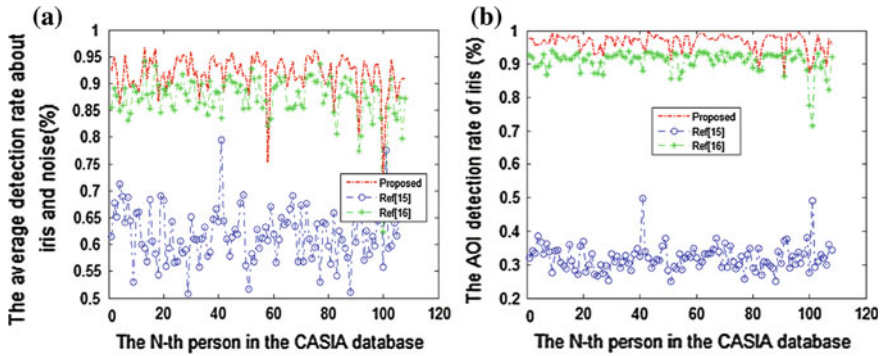 (a)
The average detection rate about
iris and noise(%)
1
0.95
0.9
0.85
0.8
0.75
0.7
0.65
0.6
0.55
0.5
0
20
40
60
80
100
120
The N-th person in the CASIA database
Proposed
Ref[15]
Ref[16]
(b)
The AOI detection rate of iris (%)
1
0.9
0.8
0.7
0.6
0.5
0.4
0.3
0.2
0
20
40
60
80
100
120
The N-th person in the CASIA database
Proposed
Ref[15]
Ref[16]